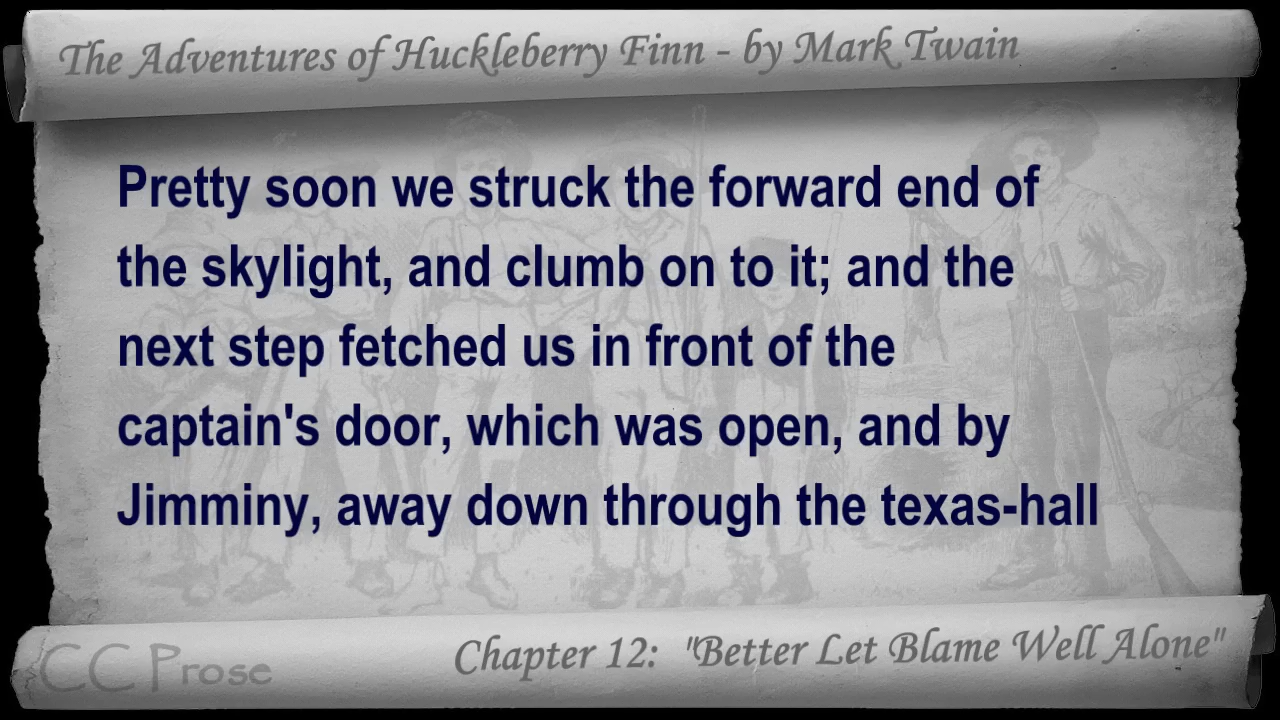 The Adventures of Huckleberry Finn - by Mark Twain
Pretty soon we struck the forward end of
the skylight, and clumb on to it; and the
next step fetched us in front of the
captain's door, which was open, and by
Jimminy, away down through the texas-hall
Chapter 12: "Better Let Blame Well Alone"
CC Prose